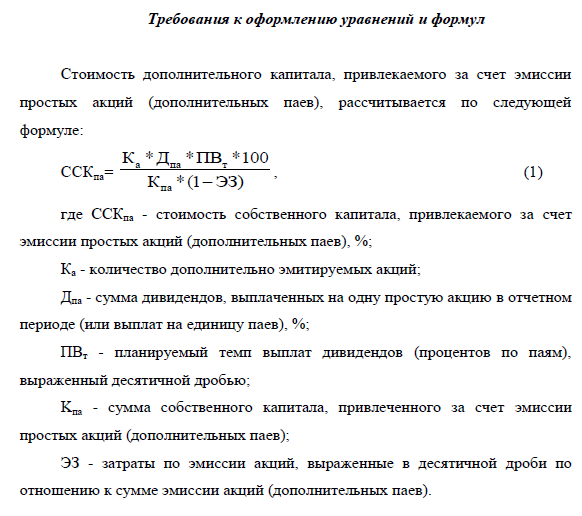 Требования к оформлению уравнений и формул
Стоимость дополнительного капитала, привлекаемого за счет эмиссии
простых акций (дополнительных паев), рассчитывается по следующей
формуле:
ССКпа= Ка * Дпа * ПВт *100
Кпа * (1 − ЭЗ) , (1)
где ССКпа - стоимость собственного капитала, привлекаемого за счет
эмиссии простых акций (дополнительных паев), %;
Ка - количество дополнительно эмитируемых акций;
Дпа - сумма дивидендов, выплаченных на одну простую акцию в отчетном
периоде (или выплат на единицу паев), %;
ПВт - планируемый темп выплат дивидендов (процентов по паям),
выраженный десятичной дробью;
Кпа - сумма собственного капитала, привлеченного за счет эмиссии
простых акций (дополнительных паев);
ЭЗ - затраты по эмиссии акций, выраженные в десятичной дроби по
отношению к сумме эмиссии акций (дополнительных паев).